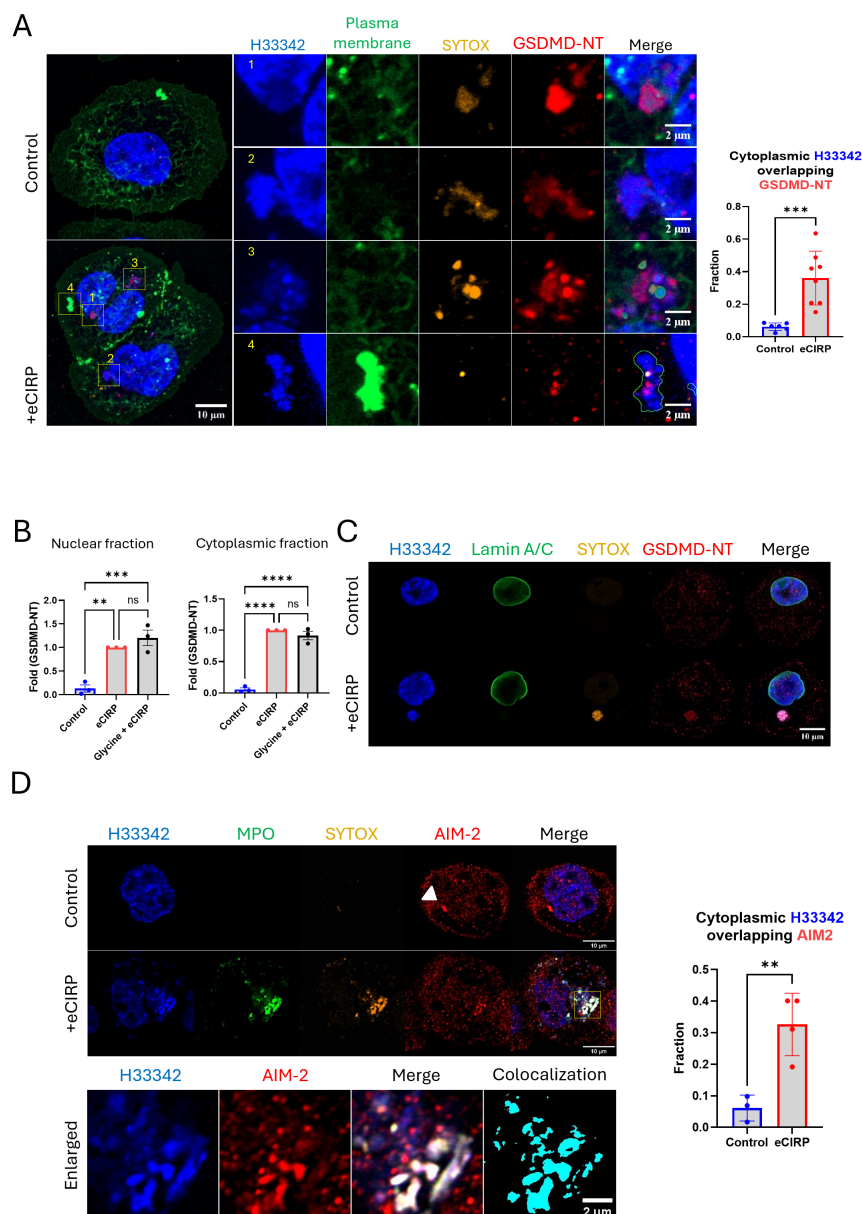 A
H33342
Plasma
membrane
SYTOX
GSDMD-NT
Merge
Control
+eCIRP
1
2
3
4
3
4
1
2
10 µm
2 µm
2 µm
2 µm
2 µm
Cytoplasmic H33342
overlapping
GSDMD-NT
***
Fraction
0.8
0.6
0.4
0.2
0.0
Control eCIRP
B
Nuclear fraction
***
** ns
Fold (GSDMD-NT)
2.0
1.5
1.0
0.5
0.0
Control
eCIRP
Glycine + eCIRP
Cytoplasmic fraction
****
**** ns
Fold (GSDMD-NT)
1.5
1.0
0.5
0.0
Control
eCIRP
Glycine + eCIRP
C
H33342 Lamin A/C SYTOX GSDMD-NT Merge
Control
+eCIRP
10 µm
D
H33342 MPO SYTOX AIM-2 Merge
Control
10 µm
+eCIRP
10 µm
H33342 AIM-2 Merge Colocalization
Enlarged
2 µm
Cytoplasmic H33342
overlapping AIM2
**
Fraction
0.5
0.4
0.3
0.2
0.1
0.0
Control eCIRP